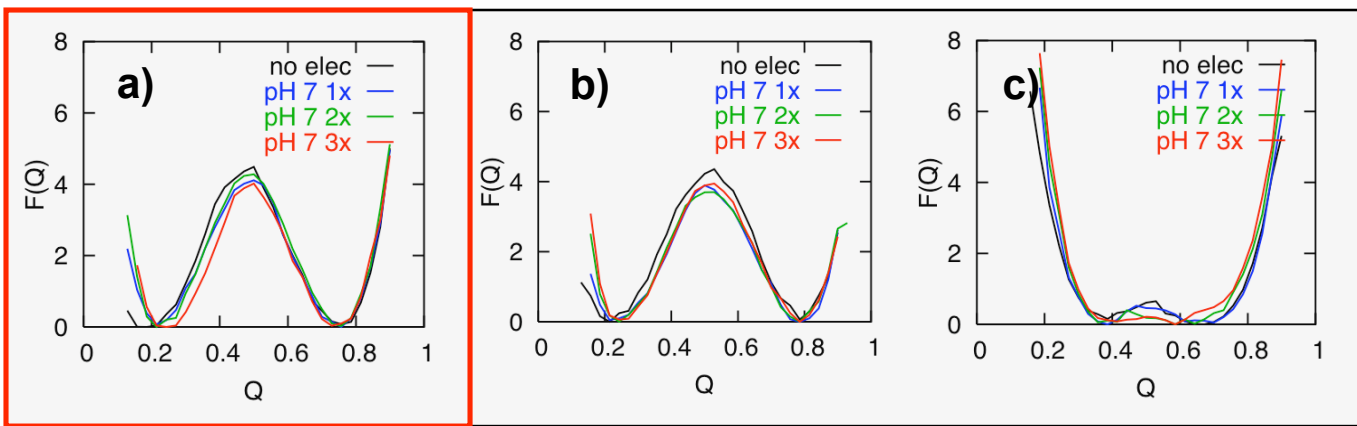 a)
8
6
4
2
0
F(Q)
no elec
pH 7 1x
pH 7 2x
pH 7 3x
0 0.2 0.4 0.6 0.8 1
Q
b)
8
6
4
2
0
F(Q)
no elec
pH 7 1x
pH 7 2x
pH 7 3x
0 0.2 0.4 0.6 0.8 1
Q
c)
8
6
4
2
0
F(Q)
no elec
pH 7 1x
pH 7 2x
pH 7 3x
0 0.2 0.4 0.6 0.8 1
Q